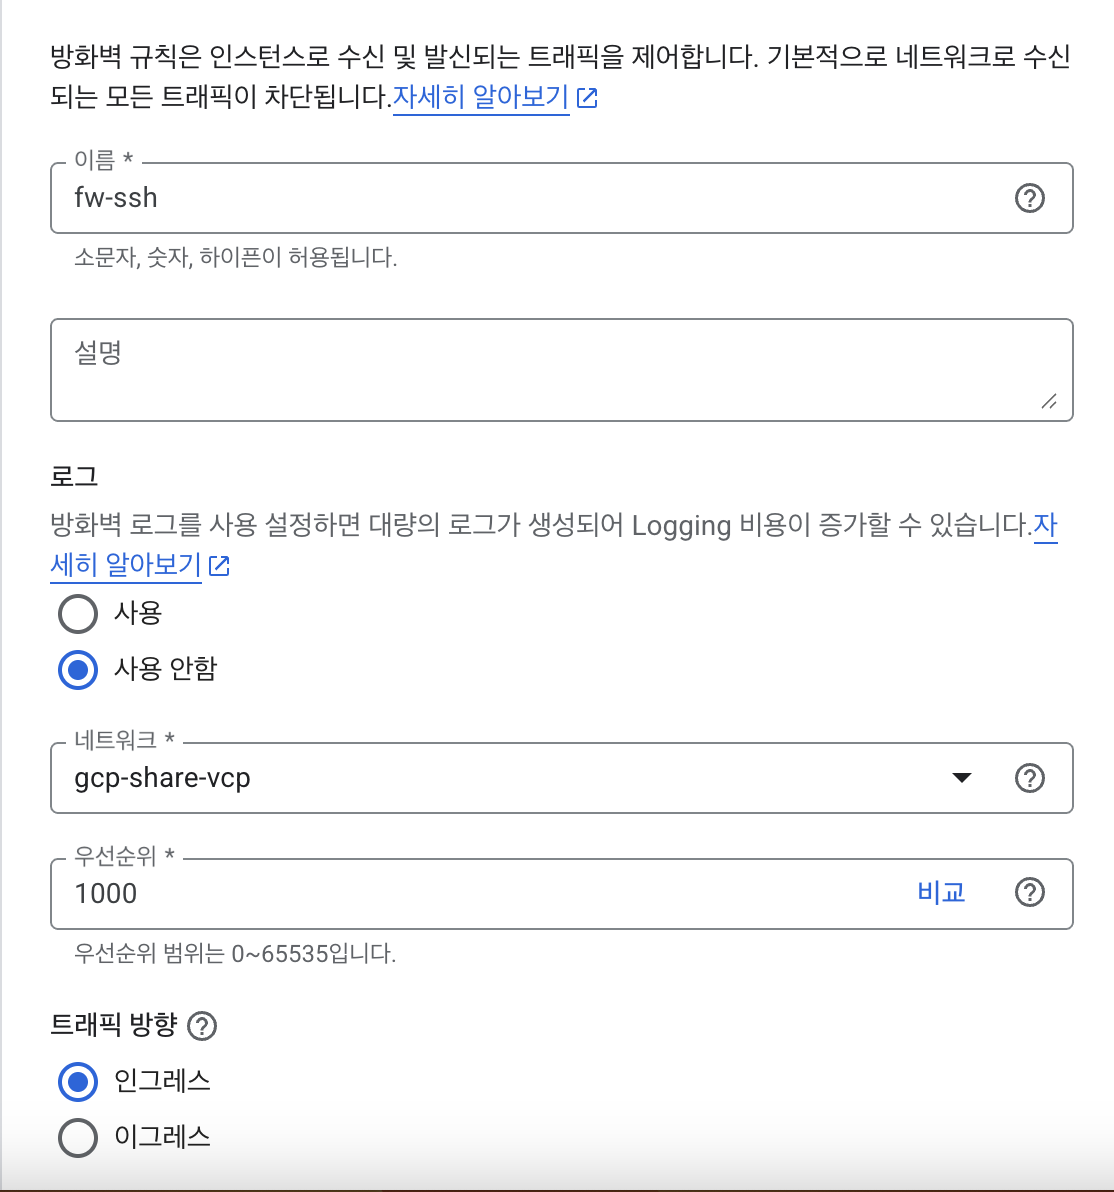 방화벽 규칙은 인스턴스로 수신 및 발신되는 트래픽을 제어합니다. 기본적으로 네트워크로 수신
되는 모든 트래픽이 차단됩니다.자세히 알아보기
이름 *
fw-ssh
소문자, 숫자, 하이픈이 허용됩니다.
설명
로그
방화벽 로그를 사용 설정하면 대량의 로그가 생성되어 Logging 비용이 증가할 수 있습니다.자
세히 알아보기
사용
사용 안함
네트워크 *
gcp-share-vcp
우선순위 *
1000 비교
우선순위 범위는 0~65535입니다.
트래픽 방향
인그레스
이그레스